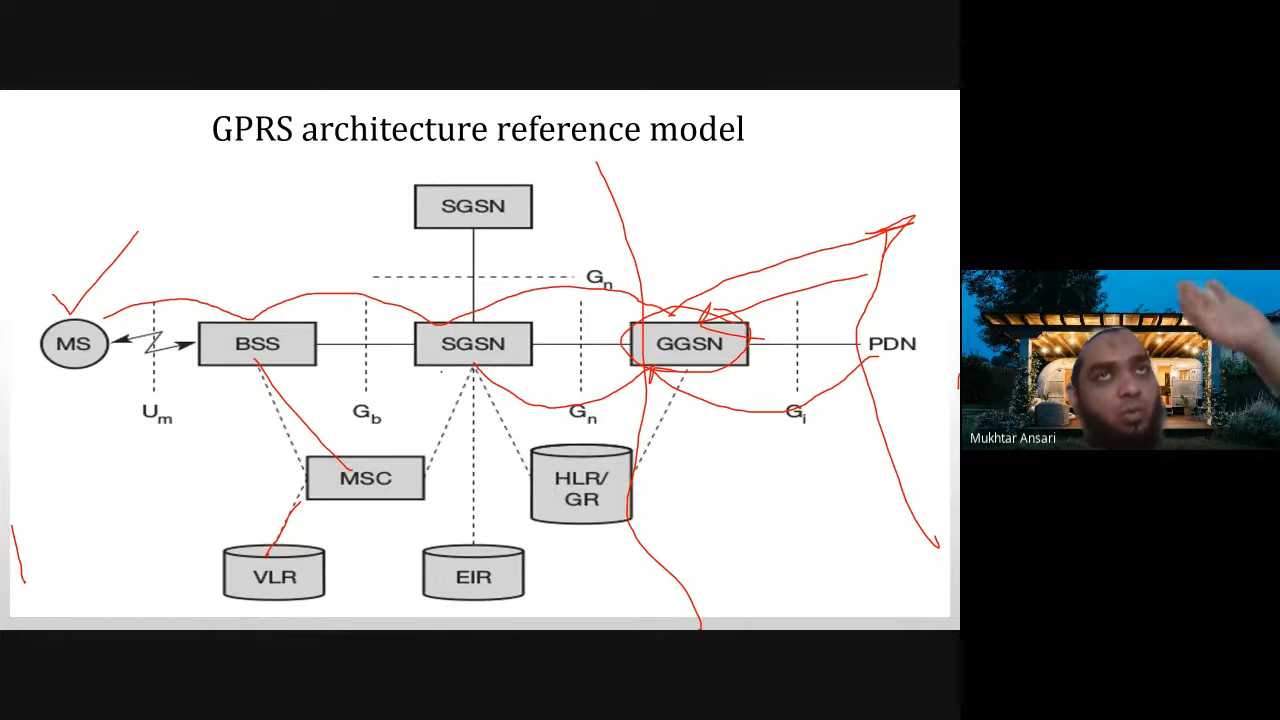 GPRS architecture reference model
SGSN
Gn
MS
BSS
SGSN
GGSN
PDN
Um
Gb
Gn
Gi
MSC
HLR/
GR
VLR
EIR
Mukhtar Ansari